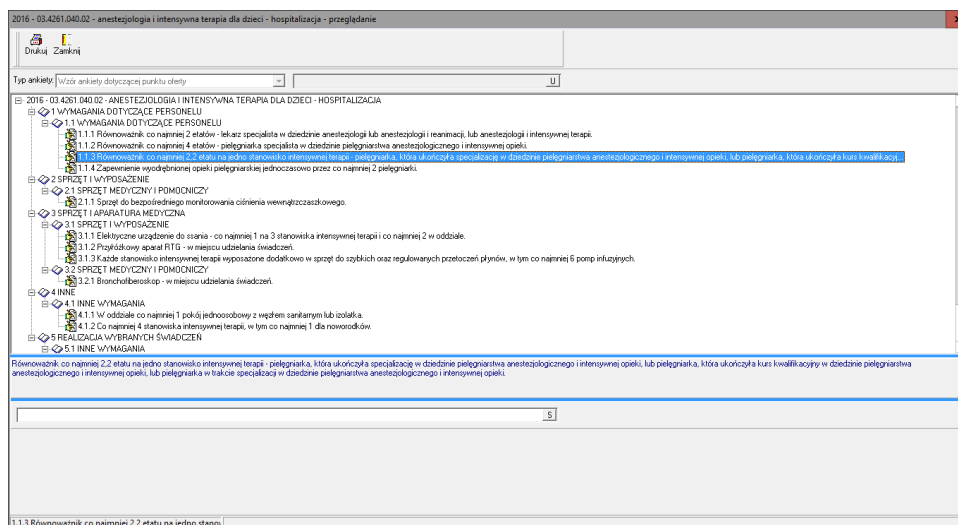 2016 - 03.4261.040.02 - anestezjologia i intensywna terapia dla dzieci - hospitalizacja - przeglądanie
Drukuj Zamknij
Typ ankiety: Wzór ankiety dotyczącej punktu oferty U
2016 - 03.4261.040.02 - ANESTEZJOLOGIA I INTENSYWNA TERAPIA DLA DZIECI - HOSPITALIZACJA
1 WYMAGANIA DOTYCZĄCE PERSONELU
1.1 WYMAGANIA DOTYCZĄCE PERSONELU
1.1.1 Równoważnik co najmniej 2 etatów - lekarz specjalista w dziedzinie anestezjologii lub anestezjologii i reanimacji, lub anestezjologii i intensywnej terapii.
1.1.2 Równoważnik co najmniej 4 etatów - pielęgniarka specjalista w dziedzinie pielęgniarstwa anestezjologicznego i intensywnej opieki.
1.1.3 Równoważnik co najmniej 2,2 etatu na jedno stanowisko intensywnej terapii - pielęgniarka, która ukończyła specjalizację w dziedzinie pielęgniarstwa anestezjologicznego i intensywnej opieki, lub pielęgniarka, która ukończyła kurs kwalifikacyj...
1.1.4 Zapewnienie wyodrębnionej opieki pielęgniarskiej jednoczasowo przez co najmniej 2 pielęgniarki.
2 SPRZĘT I WYPOSAŻENIE
2.1 SPRZĘT MEDYCZNY I POMOCNICZY
2.1.1 Sprzęt do bezpośredniego monitorowania ciśnienia wewnątrzczaszkowego.
3 SPRZĘT I APARATURA MEDYCZNA
3.1 SPRZĘT I WYPOSAŻENIE
3.1.1 Elektryczne urządzenie do ssania - co najmniej 1 na 3 stanowiska intensywnej terapii i co najmniej 2 w oddziale.
3.1.2 Przyłóżkowy aparat RTG - w miejscu udzielania świadczeń.
3.1.3 Każde stanowisko intensywnej terapii wyposażone dodatkowo w sprzęt do szybkich oraz regulowanych przetoczeń płynów, w tym co najmniej 6 pomp infuzyjnych.
3.2 SPRZĘT MEDYCZNY I POMOCNICZY
3.2.1 Bronchofiberoskop - w miejscu udzielania świadczeń.
4 INNE
4.1 INNE WYMAGANIA
4.1.1 W oddziale co najmniej 1 pokój jednoosobowy z węzłem sanitarnym lub izolatka.
4.1.2 Co najmniej 4 stanowiska intensywnej terapii, w tym co najmniej 1 dla noworodków.
5 REALIZACJA WYBRANYCH ŚWIADCZEŃ
5.1 INNE WYMAGANIA
Równoważnik co najmniej 2,2 etatu na jedno stanowisko intensywnej terapii - pielęgniarka, która ukończyła specjalizację w dziedzinie pielęgniarstwa anestezjologicznego i intensywnej opieki, lub pielęgniarka, która ukończyła kurs kwalifikacyjny w dziedzinie pielęgniarstwa
anestezjologicznego i intensywnej opieki, lub pielęgniarka w trakcie specjalizacji w dziedzinie pielęgniarstwa anestezjologicznego i intensywnej opieki.
S
1.1.3 Równoważnik co najmniej 2,2 etatu na jedno stanow